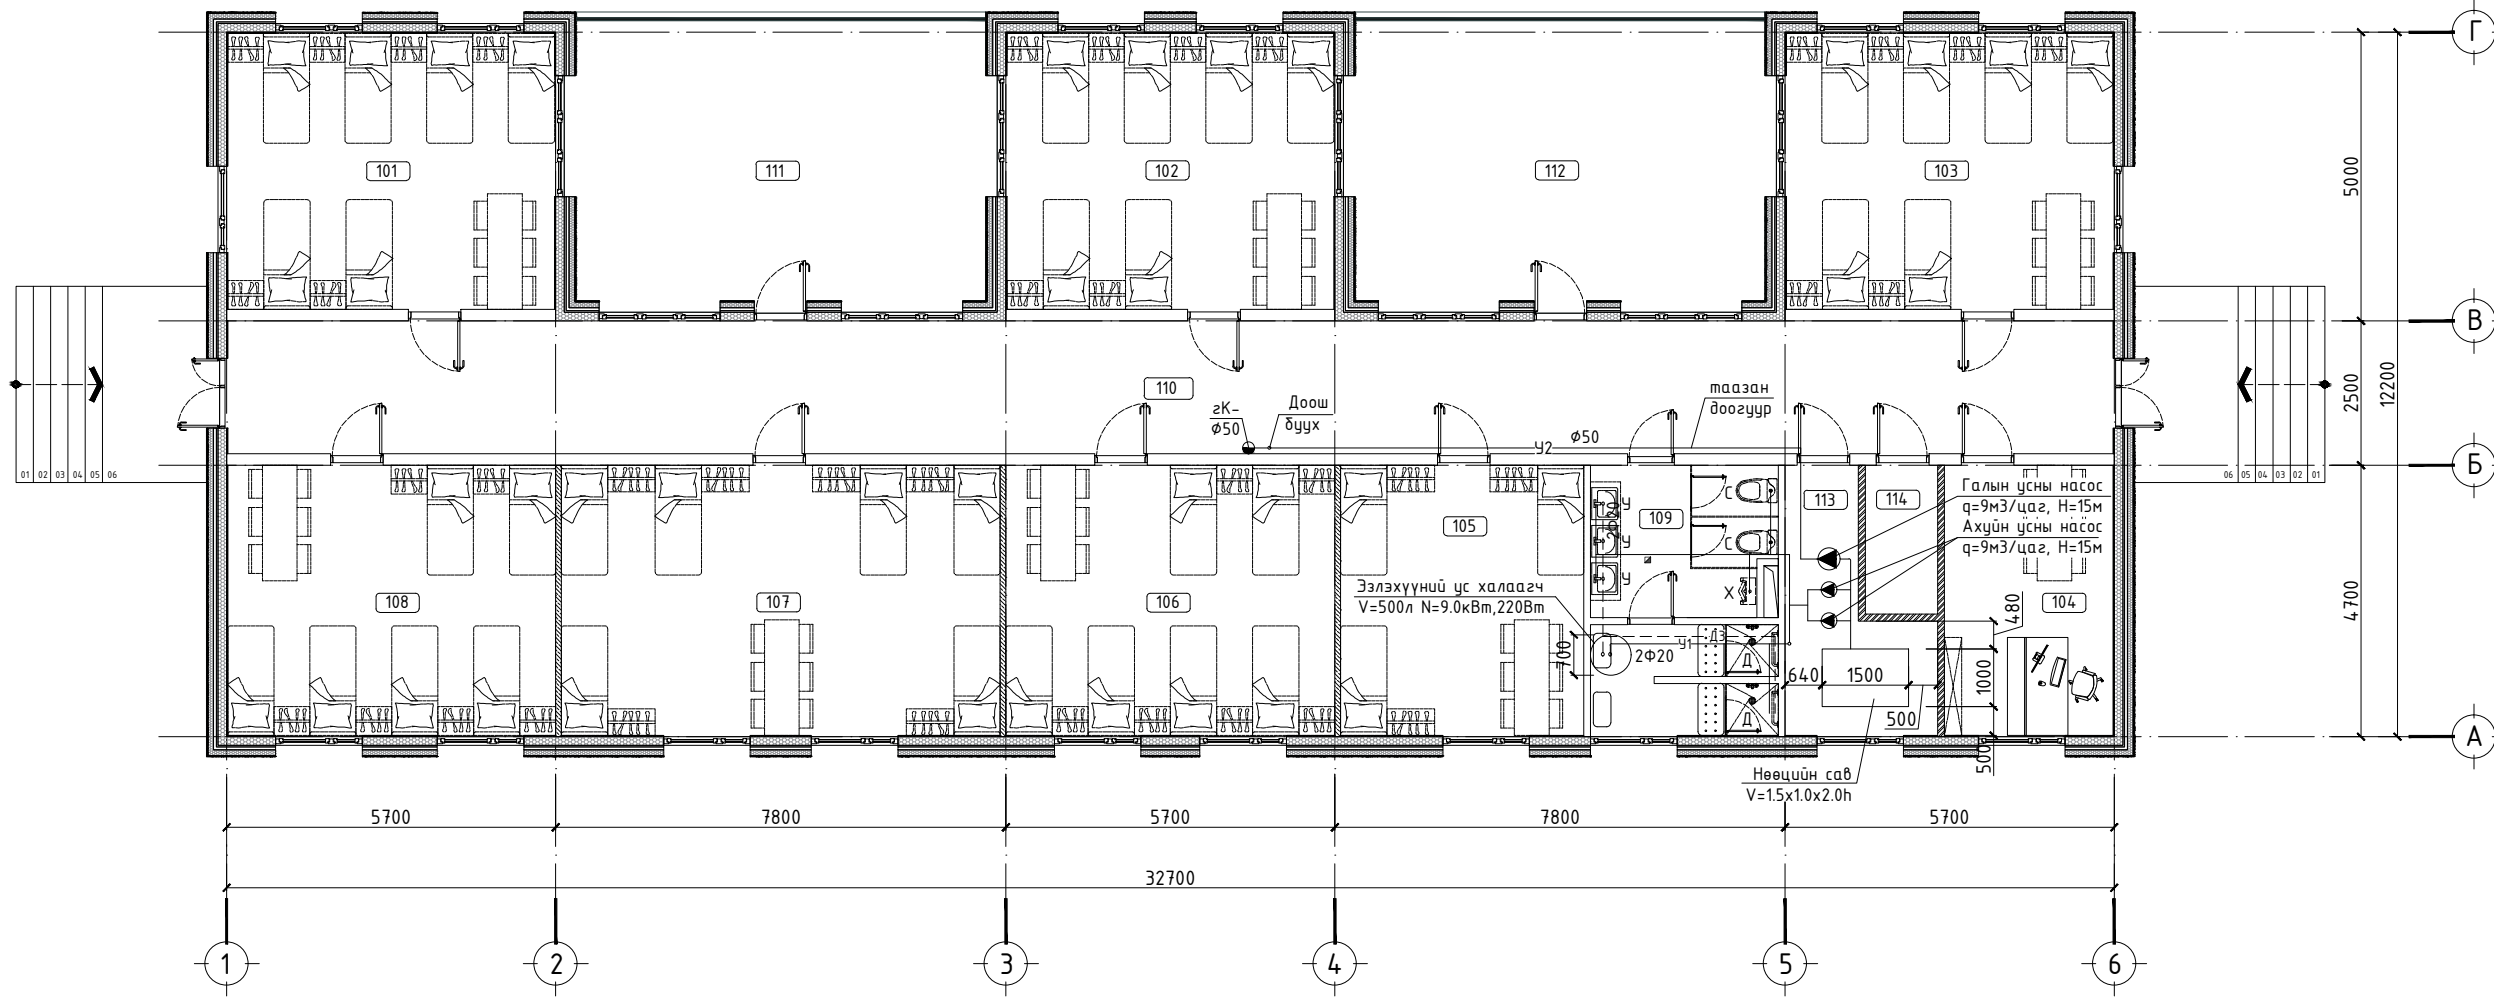 Г
101
111
102
112
103
5000
В
110
гК-
Ф50
Доош
буух
таазан
доогуур
У2
Ф50
2500
12200
01 02 03 04 05 06
06 05 04 03 02 01
Б
113
114
Галын усны насос
q=9м3/цаг, H=15м
Ахуйн усны насос
q=9м3/цаг, H=15м
105
109
У
У
У
2Ф20
С
С
Х
Ээлэхүүний ус халаагч
V=500л N=9.0кВт,220Вт
108
107
106
104
480
4700
700
2Ф20
У1
Д3
Д
Д
640
1500
1000
500
500
А
Нөөцийн сав
V=1.5x1.0x2.0h
5700
7800
5700
7800
5700
32700
1
2
3
4
5
6